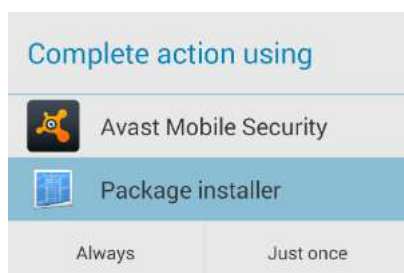 Complete action using
Avast Mobile Security
Package installer
Always
Just once